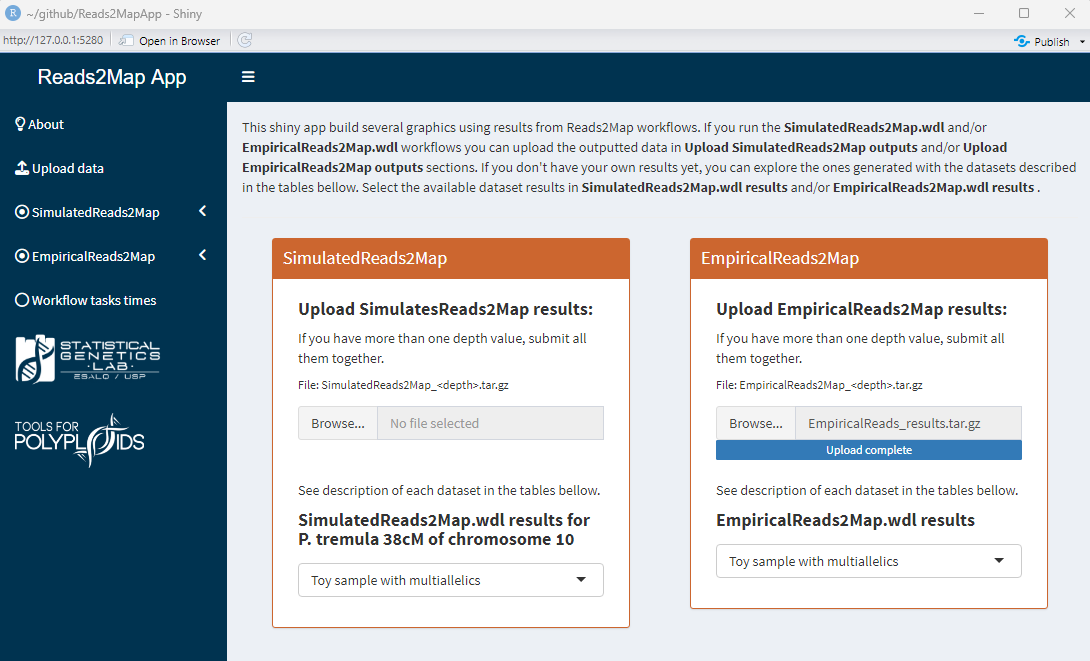 ~/github/Reads2MapApp - Shiny
http://127.0.0.1:5280
Open in Browser
Publish
Reads2Map App
About
Upload data
SimulatedReads2Map
EmpiricalReads2Map
Workflow tasks times
STATISTICAL
GENETICS
·LAB·
ESALQ / USP
TOOLS FOR
POLYPLOIDS
This shiny app build several graphics using results from Reads2Map workflows. If you run the SimulatedReads2Map.wdl and/or
EmpiricalReads2Map.wdl workflows you can upload the outputted data in Upload SimulatedReads2Map outputs and/or Upload
EmpiricalReads2Map outputs sections. If you don't have your own results yet, you can explore the ones generated with the datasets described
in the tables bellow. Select the available dataset results in SimulatedReads2Map.wdl results and/or EmpiricalReads2Map.wdl results .
SimulatedReads2Map
Upload SimulatesReads2Map results:
If you have more than one depth value, submit all
them together.
File: SimulatedReads2Map_<depth>.tar.gz
Browse... No file selected
See description of each dataset in the tables bellow.
SimulatedReads2Map.wdl results for
P. tremula 38cM of chromosome 10
Toy sample with multiallelics
EmpiricalReads2Map
Upload EmpiricalReads2Map results:
If you have more than one depth value, submit all
them together.
File: EmpiricalReads2Map_<depth>.tar.gz
Browse... EmpiricalReads_results.tar.gz
Upload complete
See description of each dataset in the tables bellow.
EmpiricalReads2Map.wdl results
Toy sample with multiallelics